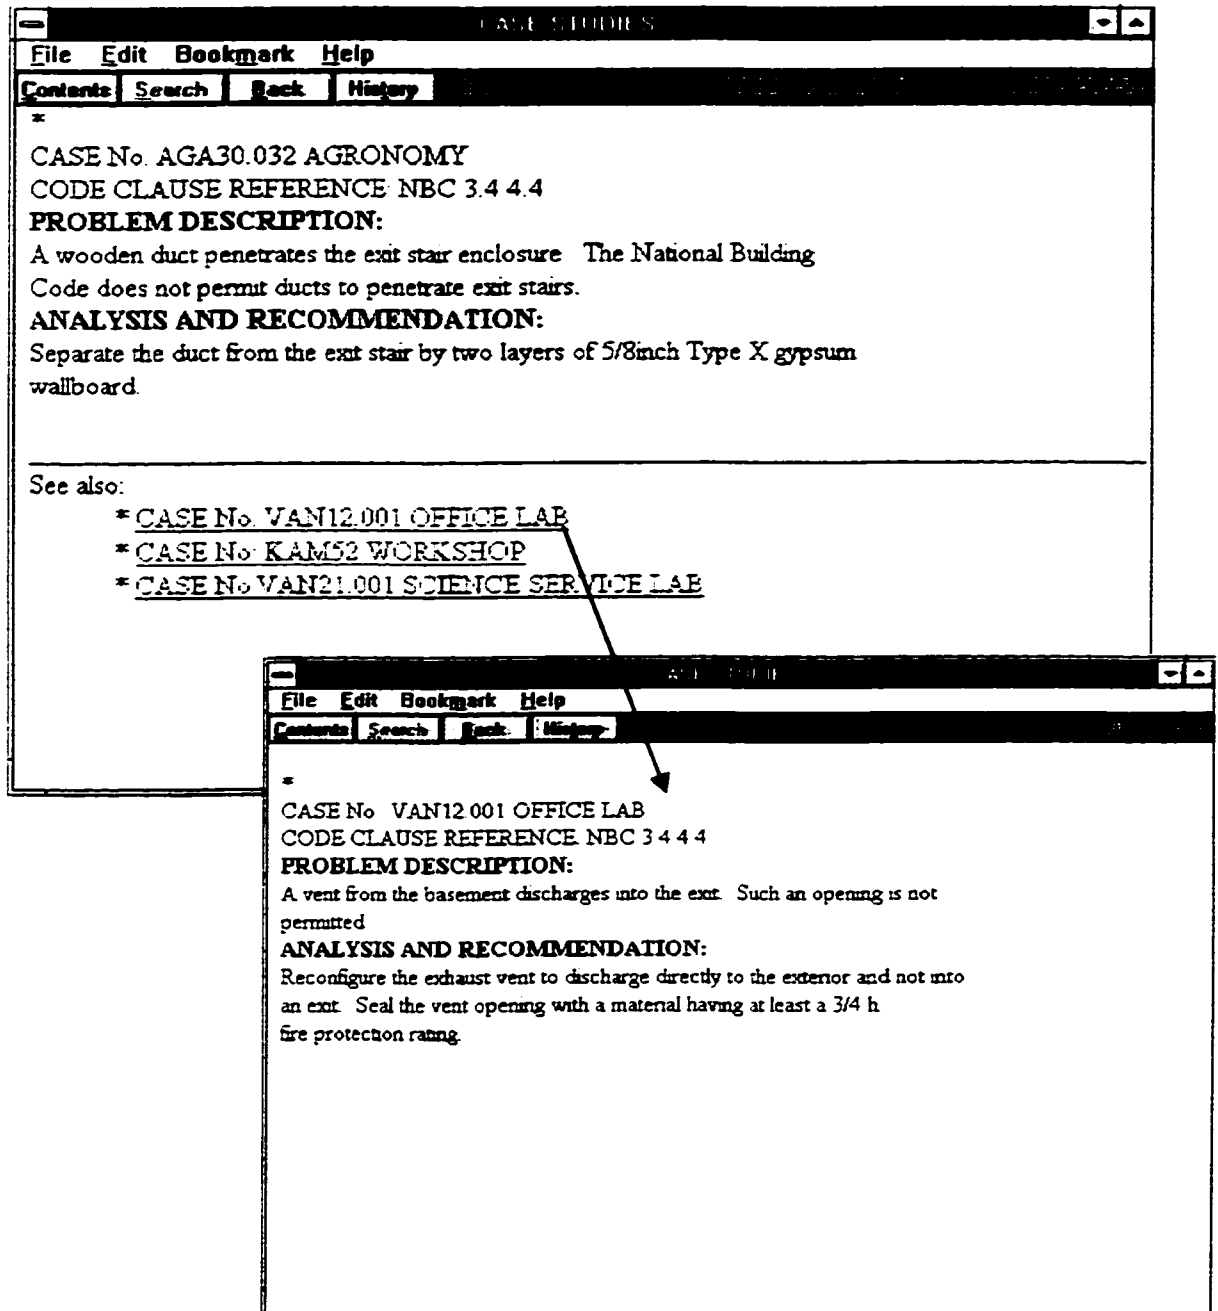 CASE STUDIES
File Edit Bookmark Help
Contents Search Back History
*
CASE No. AGA30.032 AGRONOMY
CODE CLAUSE REFERENCE: NBC 3.4 4.4
PROBLEM DESCRIPTION:
A wooden duct penetrates the exit stair enclosure The National Building
Code does not permit ducts to penetrate exit stairs.
ANALYSIS AND RECOMMENDATION:
Separate the duct from the exit stair by two layers of 5/8inch Type X gypsum
wallboard.
See also:
* CASE No. VAN12.001 OFFICE LAB
* CASE No: KAM52 WORKSHOP
* CASE No VAN21.001 SCIENCE SERVICE LAB
File Edit Bookmark Help
Contents Search Back History
*
CASE No VAN12 001 OFFICE LAB
CODE CLAUSE REFERENCE NBC 3 4 4 4
PROBLEM DESCRIPTION:
A vent from the basement discharges into the exit. Such an opening is not
permitted
ANALYSIS AND RECOMMENDATION:
Reconfigure the exhaust vent to discharge directly to the exterior and not into
an exit. Seal the vent opening with a material having at least a 3/4 h
fire protection rating.